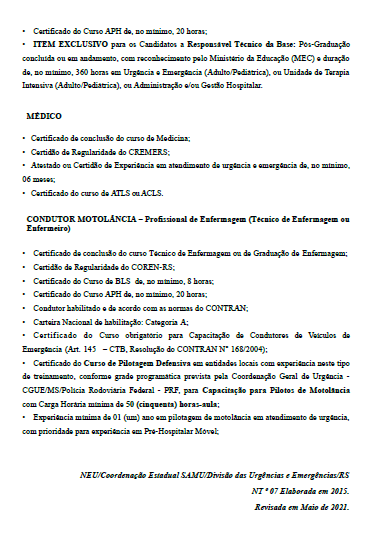 • Certificado do Curso APH de, no mínimo, 20 horas;
• ITEM EXCLUSIVO para os Candidatos a Responsável Técnico da Base: Pós-Graduação
concluída ou em andamento, com reconhecimento pelo Ministério da Educação (MEC) e duração
de, no mínimo, 360 horas em Urgência e Emergência (Adulto/Pediátrica), ou Unidade de Terapia
Intensiva (Adulto/Pediátrica), ou Administração e/ou Gestão Hospitalar.
MÉDICO
• Certificado de conclusão do curso de Medicina;
• Certidão de Regularidade do CREMERS;
• Atestado ou Certidão de Experiência em atendimento de urgência e emergência de, no mínimo,
06 meses;
• Certificado do curso de ATLS ou ACLS.
CONDUTOR MOTOLÂNCIA – Profissional de Enfermagem (Técnico de Enfermagem ou
Enfermeiro)
• Certificado de conclusão do curso Técnico de Enfermagem ou de Graduação de Enfermagem;
• Certidão de Regularidade do COREN-RS;
• Certificado do Curso de BLS de, no mínimo, 8 horas;
• Certificado do Curso APH de, no mínimo, 20 horas;
• Condutor habilitado e de acordo com as normas do CONTRAN;
• Carteira Nacional de habilitação: Categoria A;
• Certificado do Curso obrigatório para Capacitação de Condutores de Veículos de
Emergência (Art. 145 – CTB, Resolução do CONTRAN N° 168/2004);
• Certificado do Curso de Pilotagem Defensiva em entidades locais com experiência neste tipo
de treinamento, conforme grade programática prevista pela Coordenação Geral de Urgência -
CGUE/MS/Polícia Rodoviária Federal - PRF, para Capacitação para Pilotos de Motolância
com Carga Horária mínima de 50 (cinquenta) horas-aula;
• Experiência mínima de 01 (um) ano em pilotagem de motolância em atendimento de urgência,
com prioridade para experiência em Pré-Hospitalar Móvel;
NEU/Coordenação Estadual SAMU/Divisão das Urgências e Emergências/RS
NT ª 07 Elaborada em 2015.
Revisada em Maio de 2021.